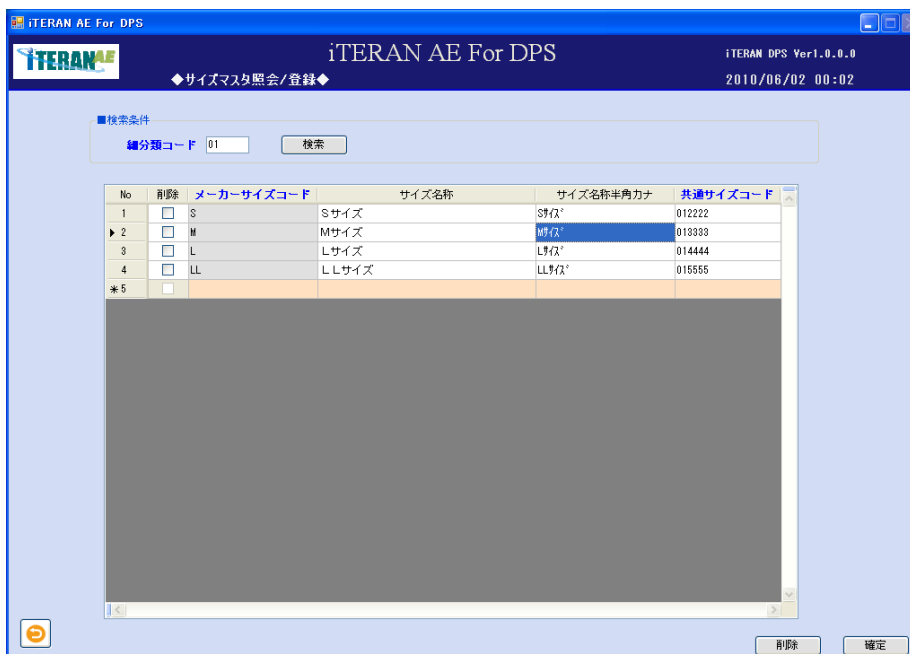 iTERAN AE For DPS
iTERAN AE
iTERAN AE For DPS
iTERAN DPS Ver1.0.0.0
◆サイズマスタ照会/登録◆
2010/06/02 00:02
■検索条件
細分類コード 01 検索
No 削除 メーカーサイズコード サイズ名称 サイズ名称半角カナ 共通サイズコード
1 S Sサイズ Sサイズ 012222
2 M Mサイズ Mサイズ 013333
3 L Lサイズ Lサイズ 014444
4 LL LLサイズ LLサイズ 015555
*5
削除 確定